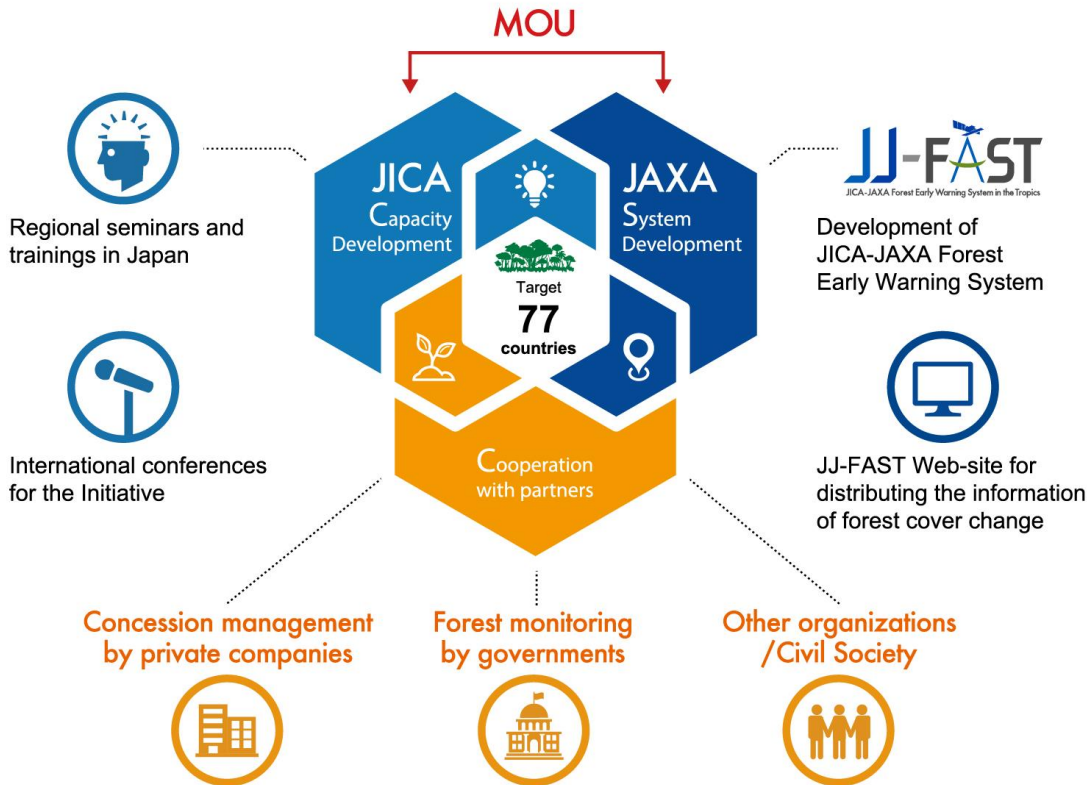 MOU
JICA
Capacity
Development
JAXA
System
Development
Target
77
countries
Cooperation
with partners
Regional seminars and
trainings in Japan
International conferences
for the Initiative
JJ-FAST
JICA-JAXA Forest Early Warning System in the Tropics
Development of
JICA-JAXA Forest
Early Warning System
JJ-FAST Web-site for
distributing the information
of forest cover change
Concession management
by private companies
Forest monitoring
by governments
Other organizations
/Civil Society